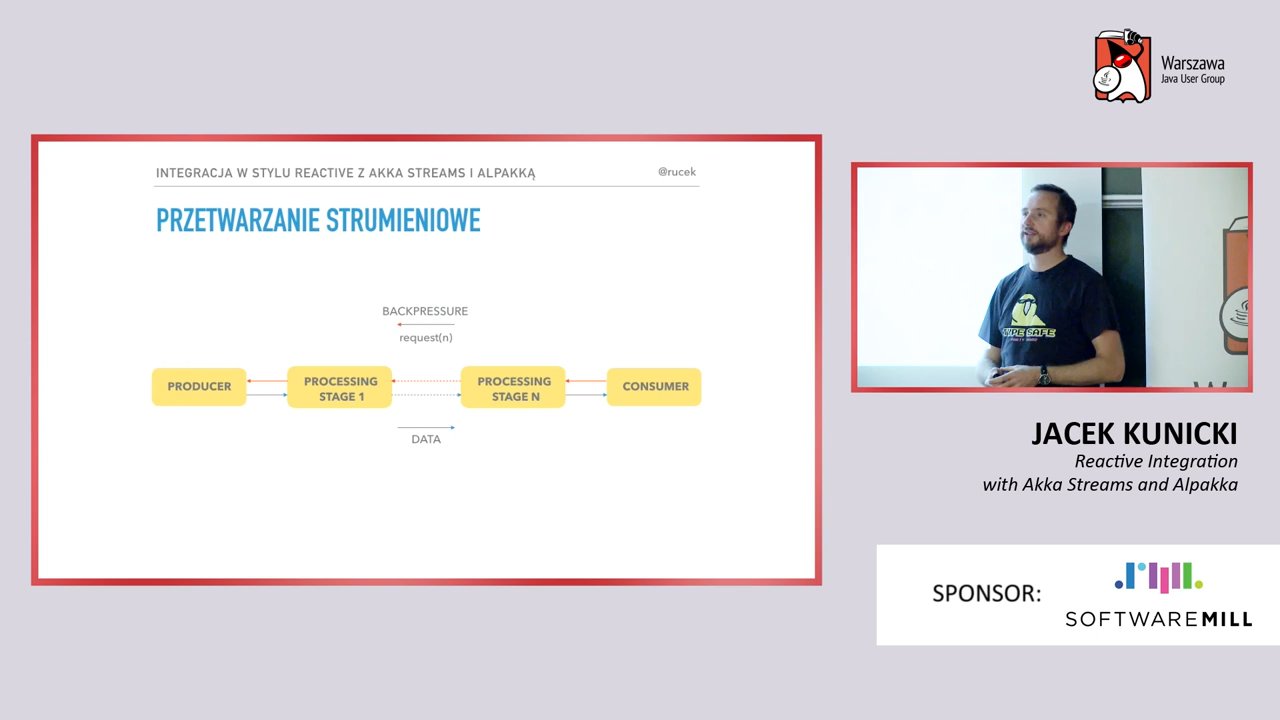 Warszawa
Java User Group
INTEGRACJA W STYLU REACTIVE Z AKKA STREAMS I ALPAKKĄ
@rucek
PRZETWARZANIE STRUMIENIOWE
BACKPRESSURE
request(n)
PRODUCER
PROCESSING
STAGE 1
PROCESSING
STAGE N
CONSUMER
DATA
TYPE SAFE
JACEK KUNICKI
Reactive Integration
with Akka Streams and Alpakka
SPONSOR:
SOFTWAREMILL